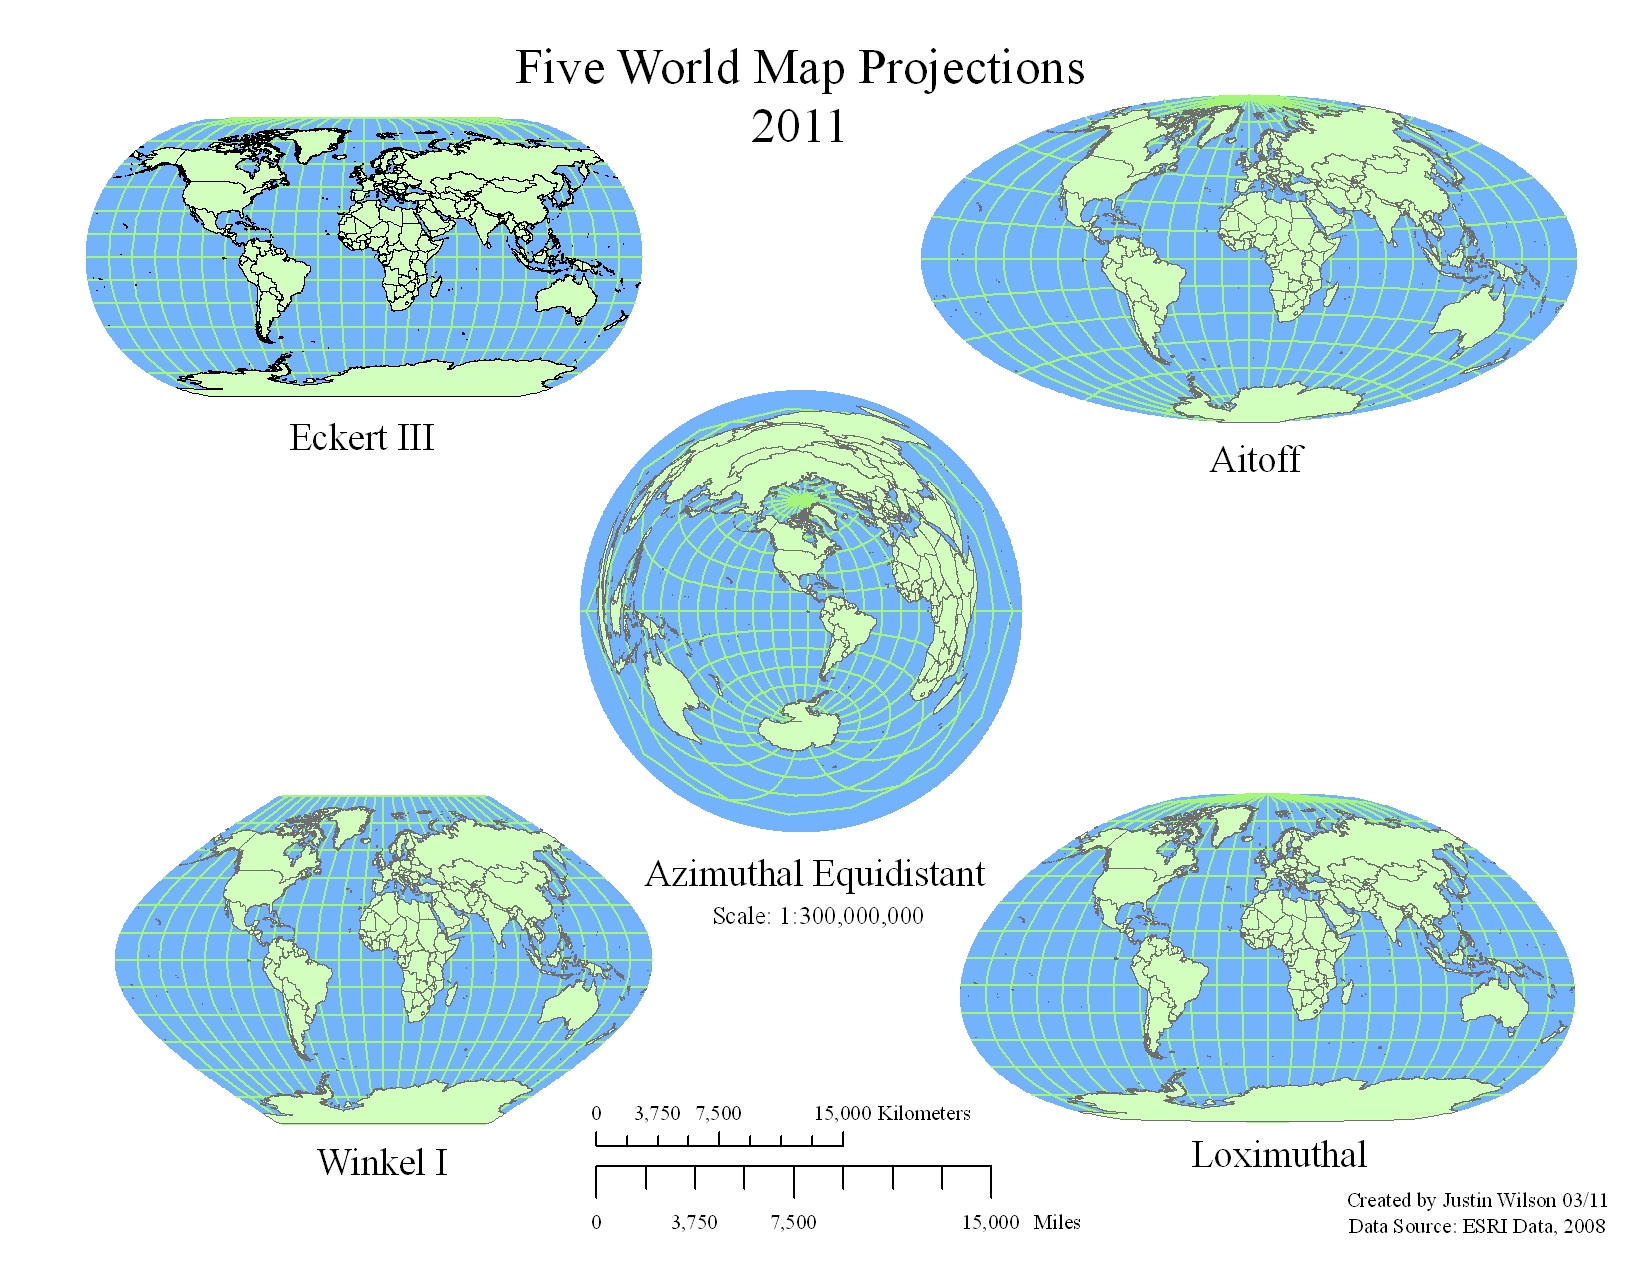 Five World Map Projections
2011
Eckert III
Aitoff
Azimuthal Equidistant
Scale: 1:300,000,000
Winkel I
Loximuthal
0 3,750 7,500 15,000 Kilometers
0 3,750 7,500 15,000 Miles
Created by Justin Wilson 03/11
Data Source: ESRI Data, 2008